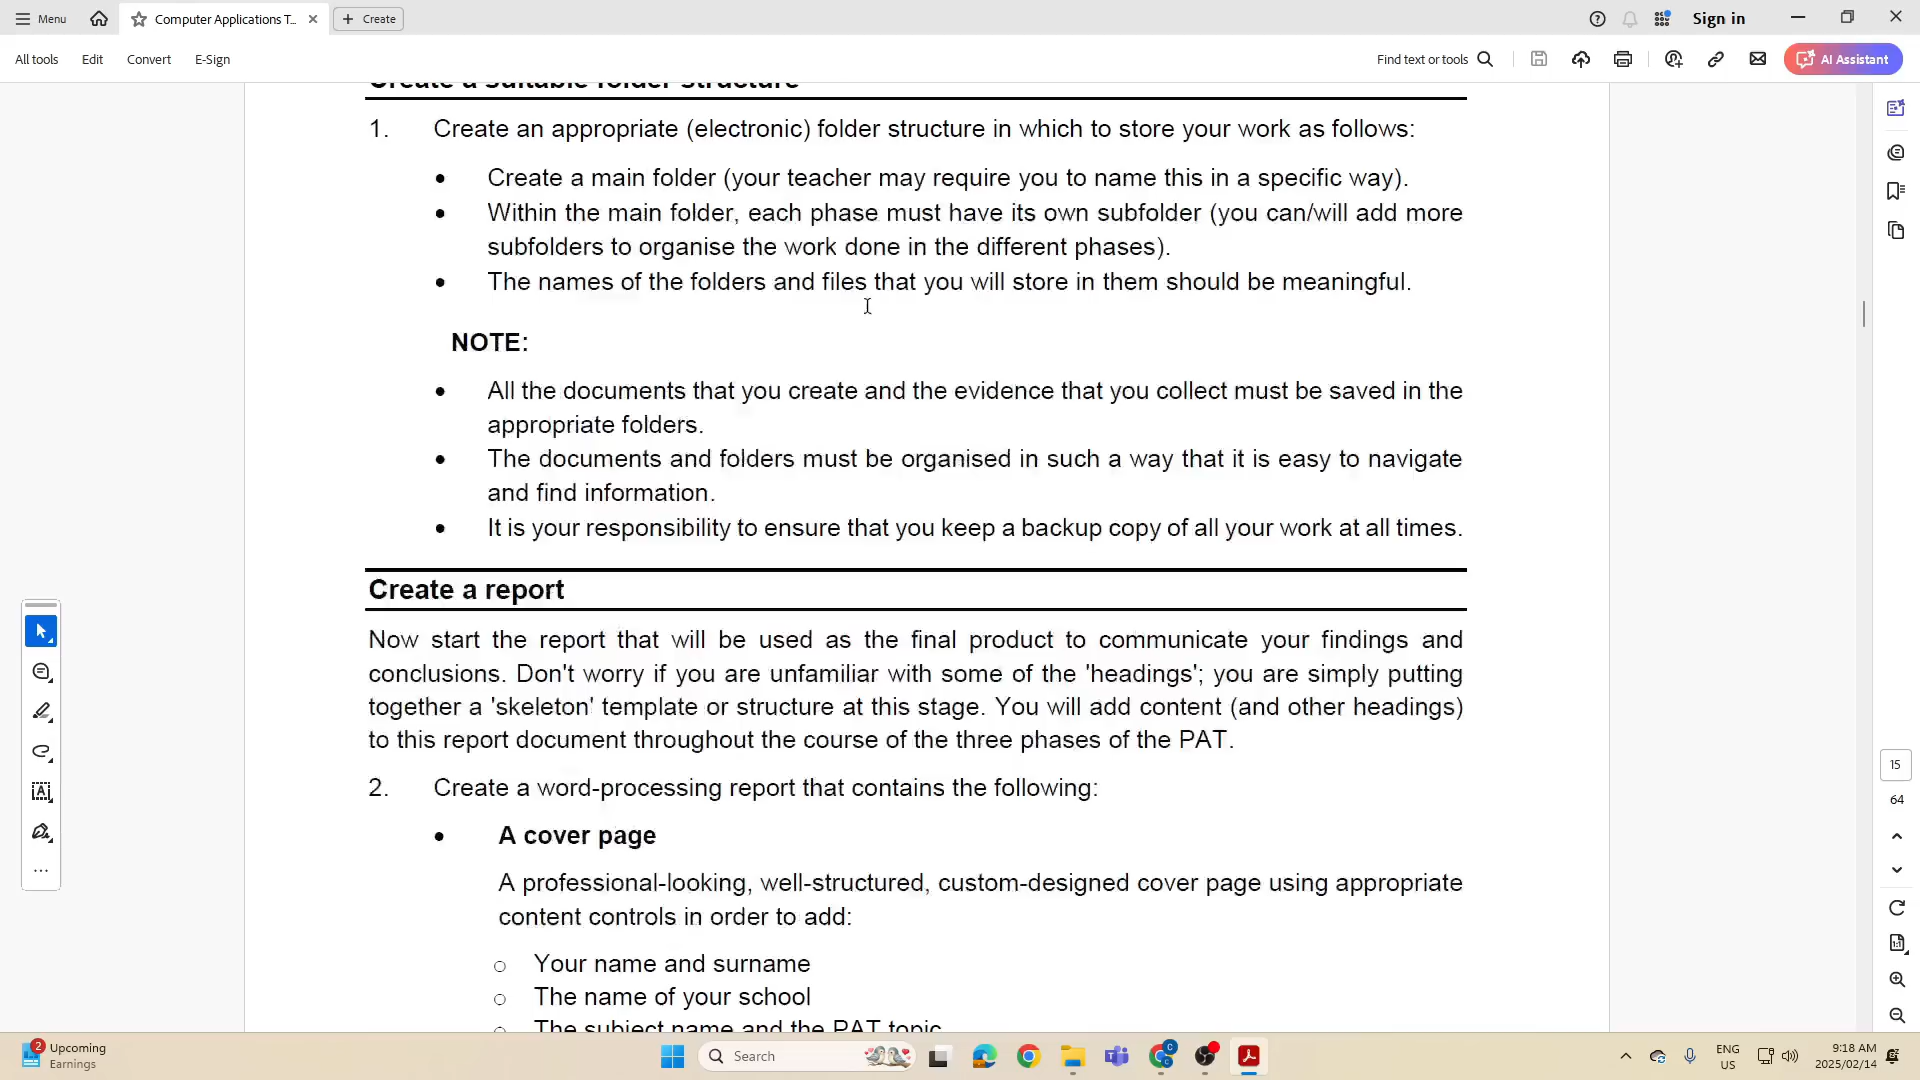 Menu
Computer Applications T...
Create
Sign in
All tools
Edit
Convert
E-Sign
Find text or tools
AI Assistant
Create a suitable folder structure
1. Create an appropriate (electronic) folder structure in which to store your work as follows:
• Create a main folder (your teacher may require you to name this in a specific way).
• Within the main folder, each phase must have its own subfolder (you can/will add more
subfolders to organise the work done in the different phases).
• The names of the folders and files that you will store in them should be meaningful.
NOTE:
• All the documents that you create and the evidence that you collect must be saved in the
appropriate folders.
• The documents and folders must be organised in such a way that it is easy to navigate
and find information.
• It is your responsibility to ensure that you keep a backup copy of all your work at all times.
Create a report
Now start the report that will be used as the final product to communicate your findings and
conclusions. Don't worry if you are unfamiliar with some of the 'headings'; you are simply putting
together a 'skeleton' template or structure at this stage. You will add content (and other headings)
to this report document throughout the course of the three phases of the PAT.
2. Create a word-processing report that contains the following:
• A cover page
A professional-looking, well-structured, custom-designed cover page using appropriate
content controls in order to add:
○ Your name and surname
○ The name of your school
○ The subject name and the PAT topic
15
64
2
Upcoming
Earnings
Search
C
ENG
US
9:18 AM
2025/02/14